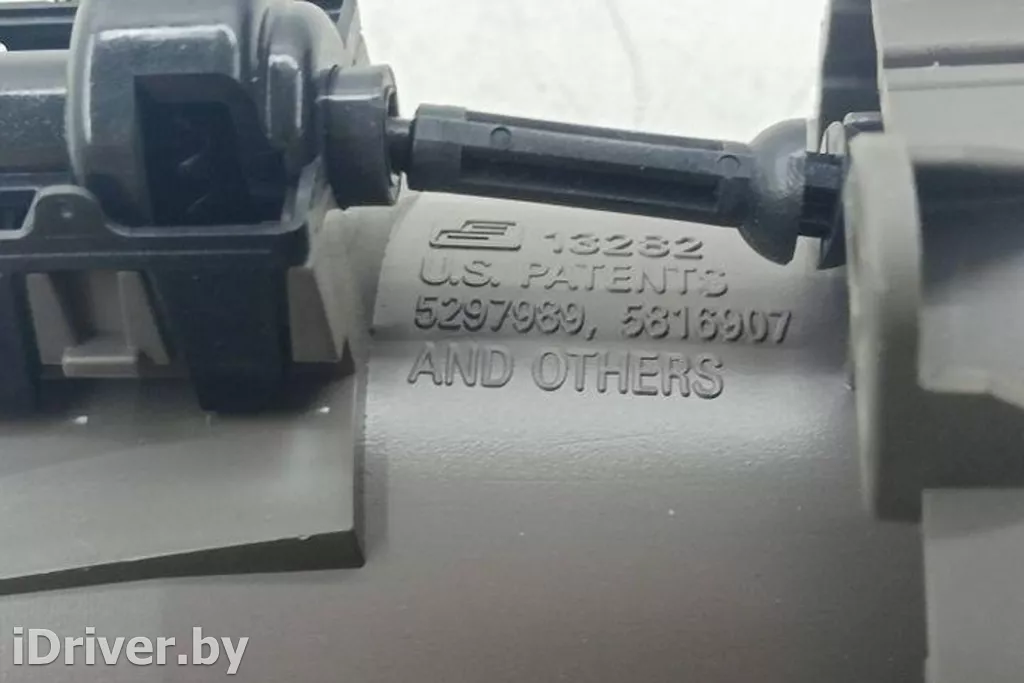 13282
U.S. PATENTS
5297989, 5816907
AND OTHERS
iDriver.by